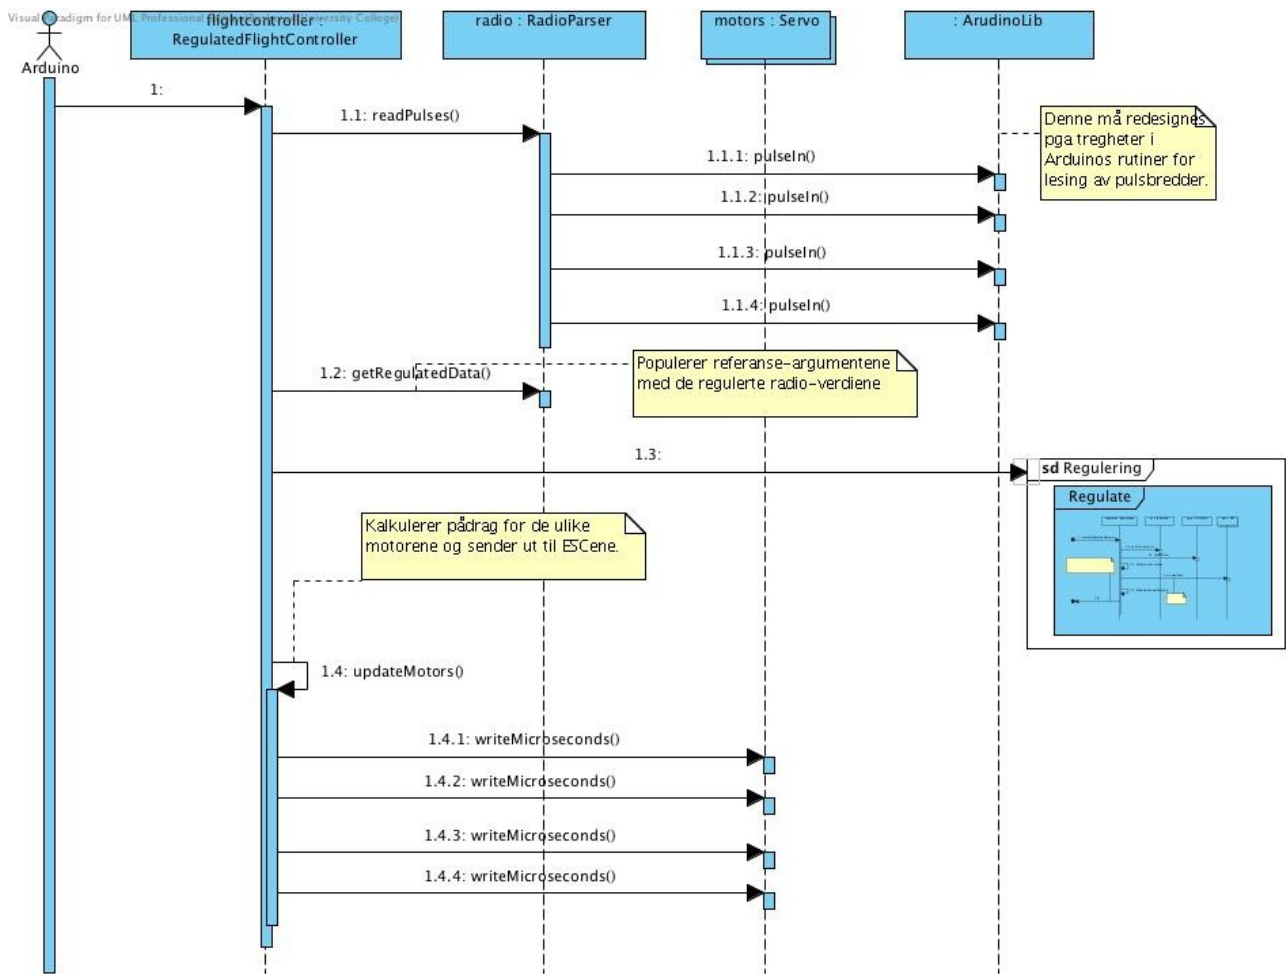 Visual Paradigm for UML Professional
University College)
Arduino
flightcontroller :
RegulatedFlightController
radio : RadioParser
motors : Servo
: ArudinoLib
1:
1.1: readPulses()
Denne må redesignes
pga.tregheter i
Arduinos rutiner for
lesing av pulsbredder.
1.1.1: pulseIn()
1.1.2: pulseIn()
1.1.3: pulseIn()
1.1.4: pulseIn()
Populerer referanse-argumentene
med de regulerte radio-verdiene
1.2: getRegulatedData()
1.3:
sd Regulering
Regulate
Kalkulerer pådrag for de ulike
motorene og sender ut til ESCene.
1.4: updateMotors()
1.4.1: writeMicroseconds()
1.4.2: writeMicroseconds()
1.4.3: writeMicroseconds()
1.4.4: writeMicroseconds()